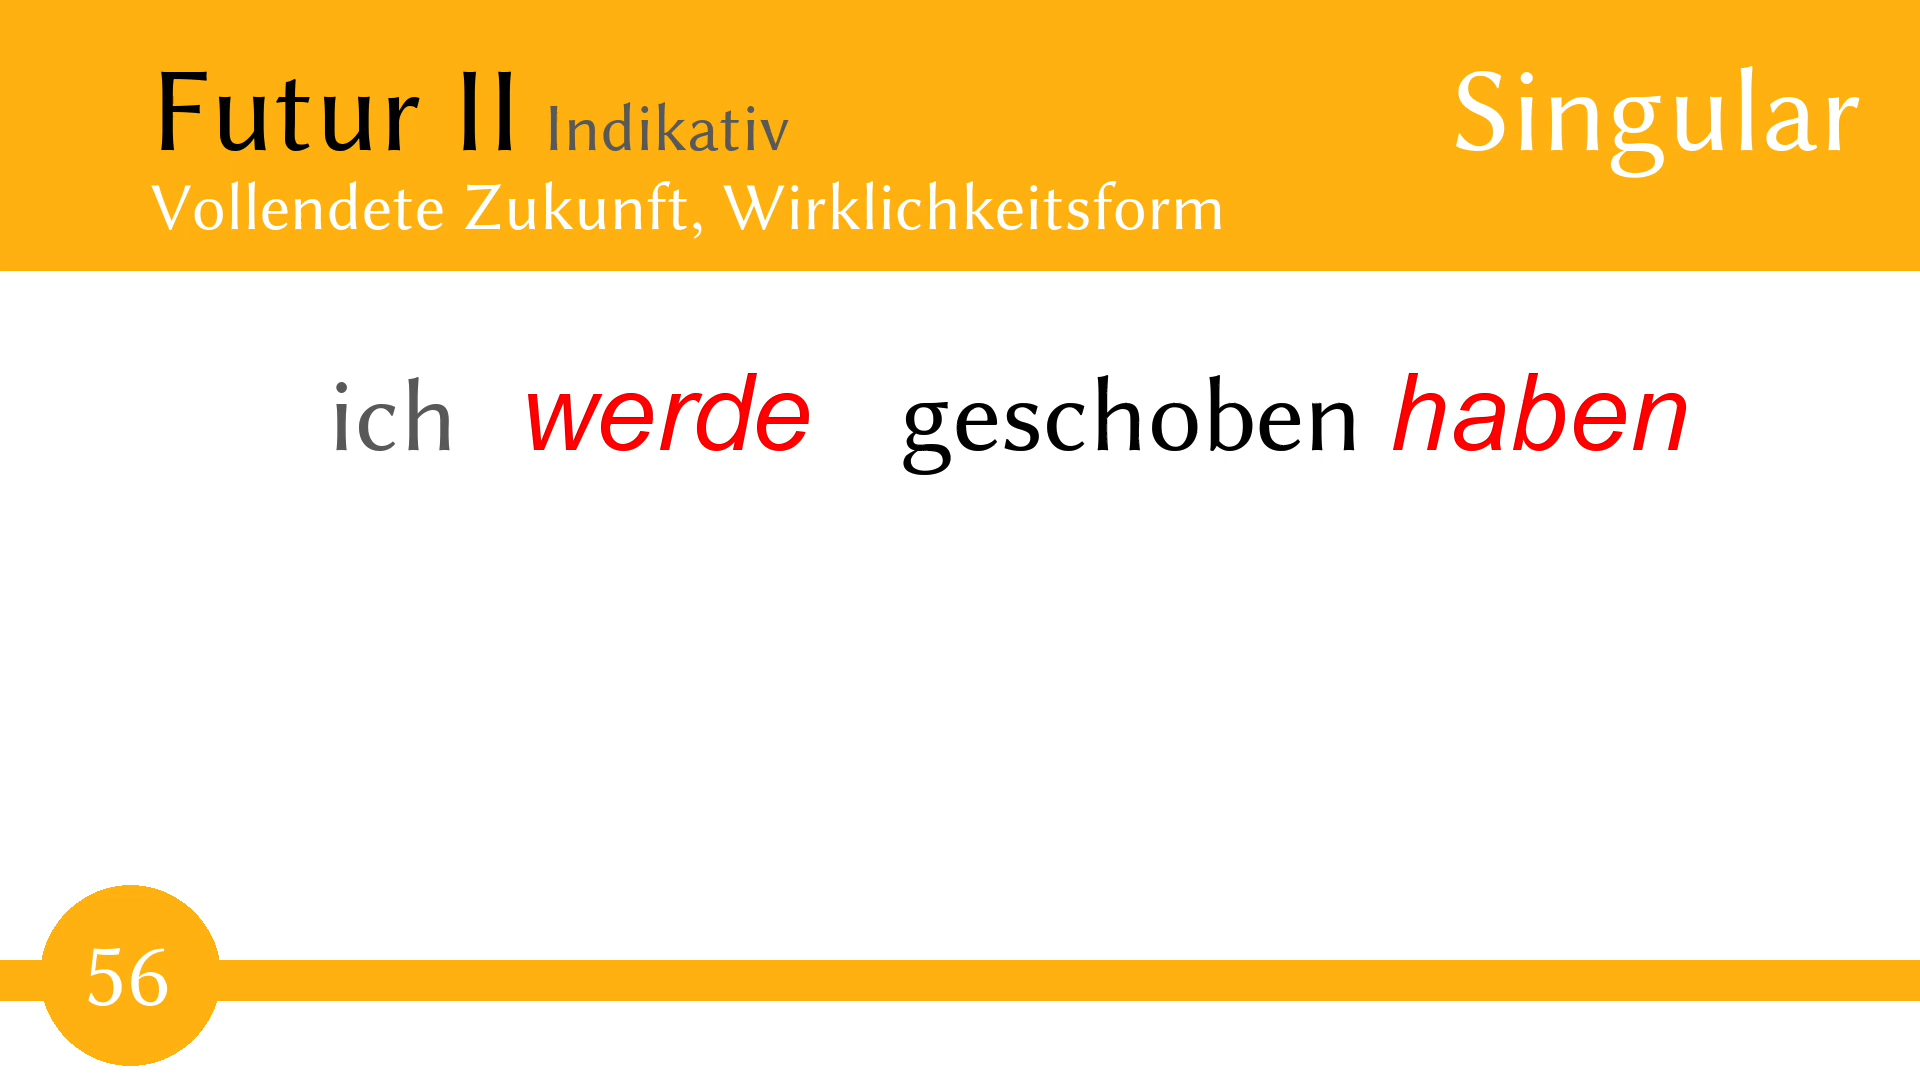 Futur II Indikativ Singular
Vollendete Zukunft, Wirklichkeitsform
ich werde geschoben haben
56